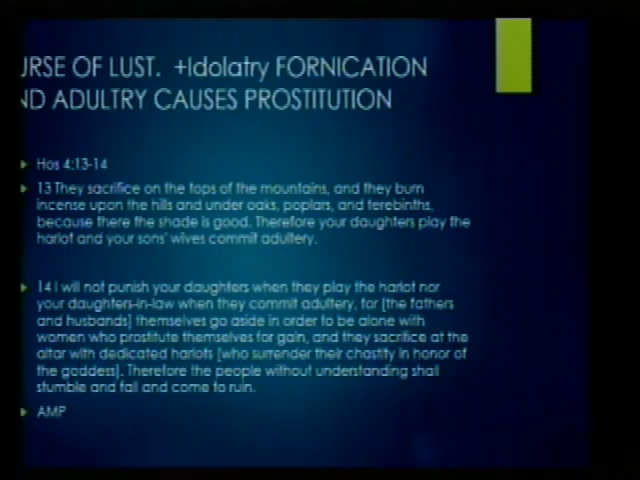 URSE OF LUST. +Idolatry FORNICATION
ND ADULTRY CAUSES PROSTITUTION
Hos 4:13-14
13 They sacrifice on the tops of the mountains, and they burn
incense upon the hills and under oaks, poplars, and terebinths,
because there the shade is good. Therefore your daughters play the
harlot and your sons' wives commit adultery.
14 I will not punish your daughters when they play the harlot nor
your daughters-in-law when they commit adultery, for [the fathers
and husbands] themselves go aside in order to be alone with
women who prostitute themselves for gain, and they sacrifice at the
altar with dedicated harlots [who surrender their chastity in honor of
the goddess]. Therefore the people without understanding shall
stumble and fall and come to ruin.
AMP